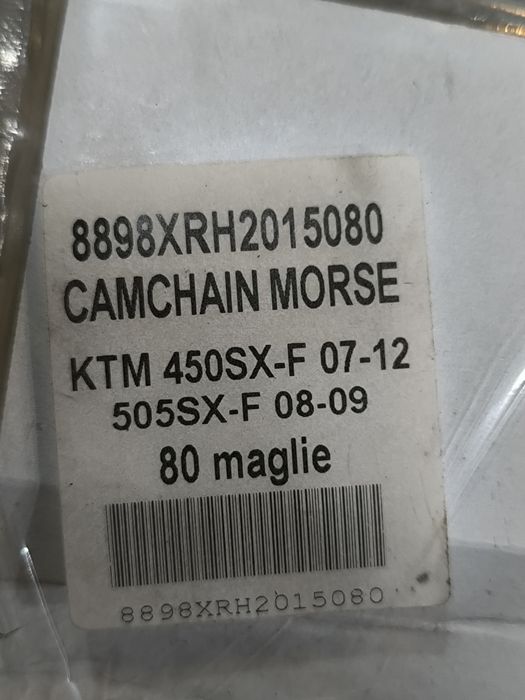 8898XRH2015080
CAMCHAIN MORSE
KTM 450SX-F 07-12
505SX-F 08-09
80 maglie
8898XRH2015080